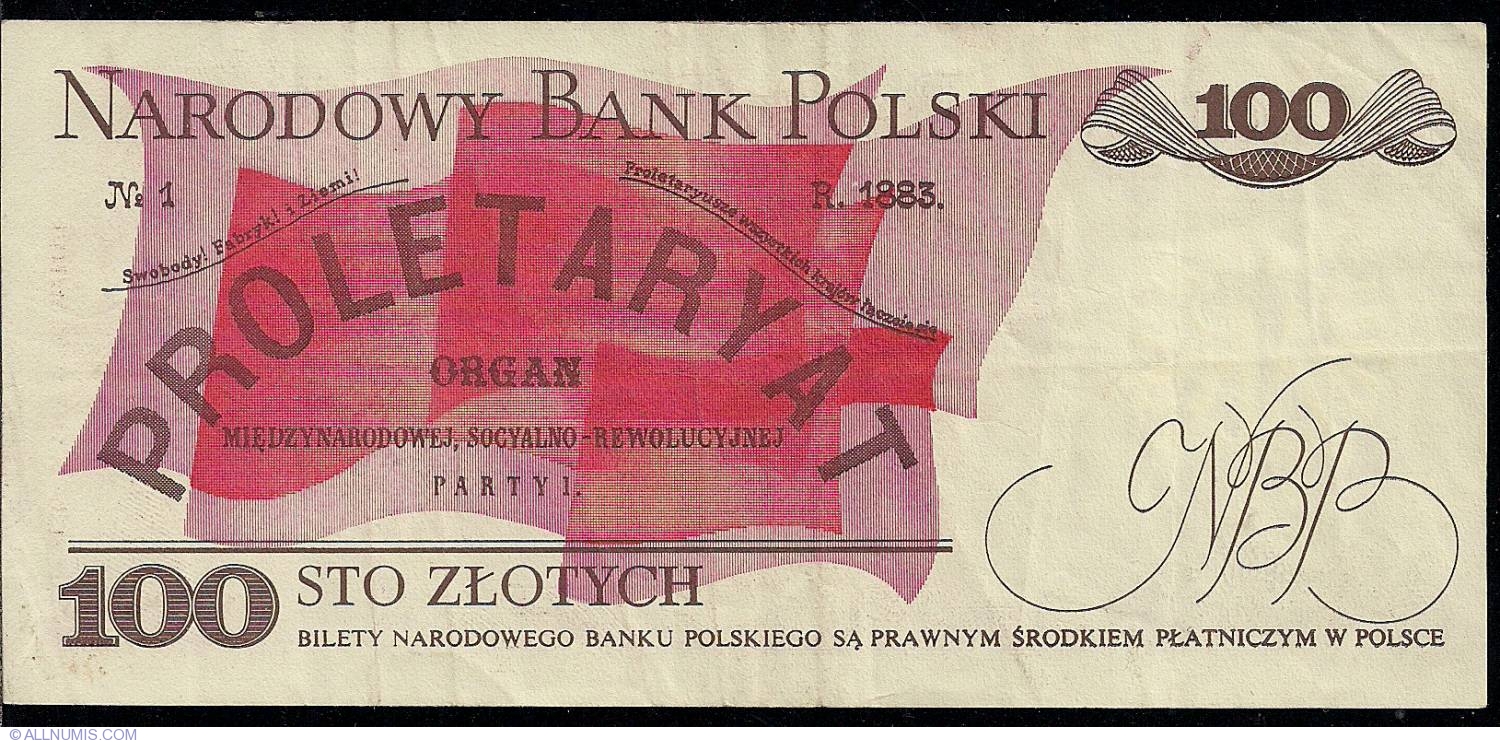 NARODOWY BANK POLSKI
100
№ 1
R. 1883.
Swobody! Fabryk! i Ziemi!
Proletaryusze wszystkich krajów łączcie się
PROLETARYAT
ORGAN
MIĘDZYNARODOWEJ, SOCYALNO-REWOLUCYJNEJ
PARTYI.
NBP
100 STO ZŁOTYCH
BILETY NARODOWEGO BANKU POLSKIEGO SĄ PRAWNYM ŚRODKIEM PŁATNICZYM W POLSCE
© ALLNUMIS.COM